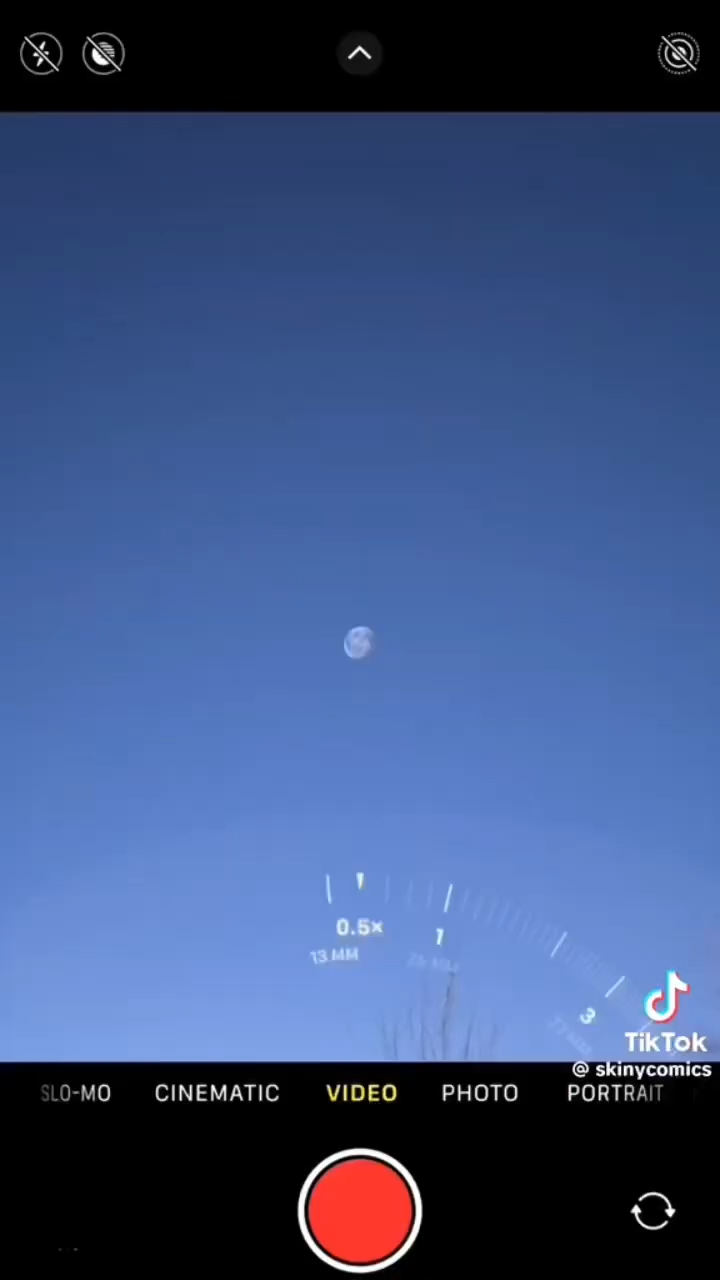 0.5×
1
13 MM
3
TikTok
@ skinycomics
SLO-MO
CINEMATIC
VIDEO
PHOTO
PORTRAIT